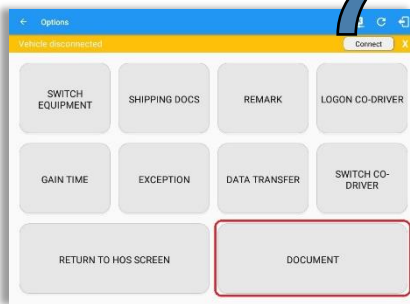 Options
Vehicle disconnected
Connect X
SWITCH
EQUIPMENT
SHIPPING DOCS
REMARK
LOGON CO-DRIVER
GAIN TIME
EXCEPTION
DATA TRANSFER
SWITCH CO-
DRIVER
RETURN TO HOS SCREEN
DOCUMENT